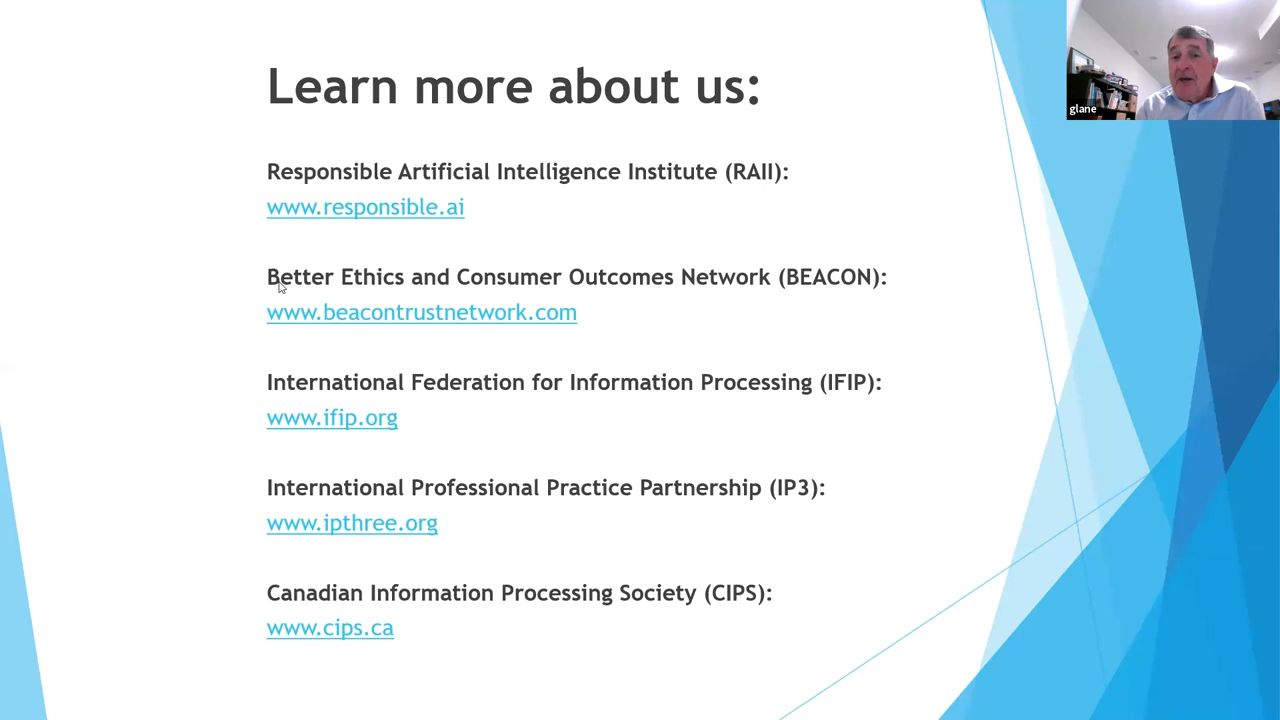 Learn more about us:
glane
Responsible Artificial Intelligence Institute (RAII):
www.responsible.ai
Better Ethics and Consumer Outcomes Network (BEACON):
www.beacontrustnetwork.com
International Federation for Information Processing (IFIP):
www.ifip.org
International Professional Practice Partnership (IP3):
www.ipthree.org
Canadian Information Processing Society (CIPS):
www.cips.ca